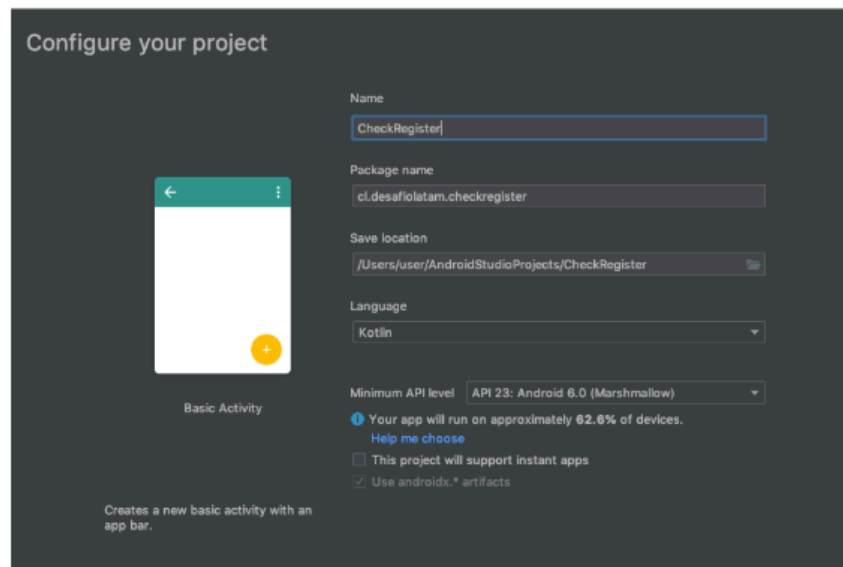 Configure your project
Name
CheckRegister
Package name
cl.desafiolatam.checkregister
Save location
/Users/user/AndroidStudioProjects/CheckRegister
Language
Kotlin
Basic Activity
Minimum API level API 23: Android 6.0 (Marshmallow)
Your app will run on approximately 62.6% of devices.
Help me choose
This project will support instant apps
Use androidx.* artifacts
Creates a new basic activity with an
app bar.